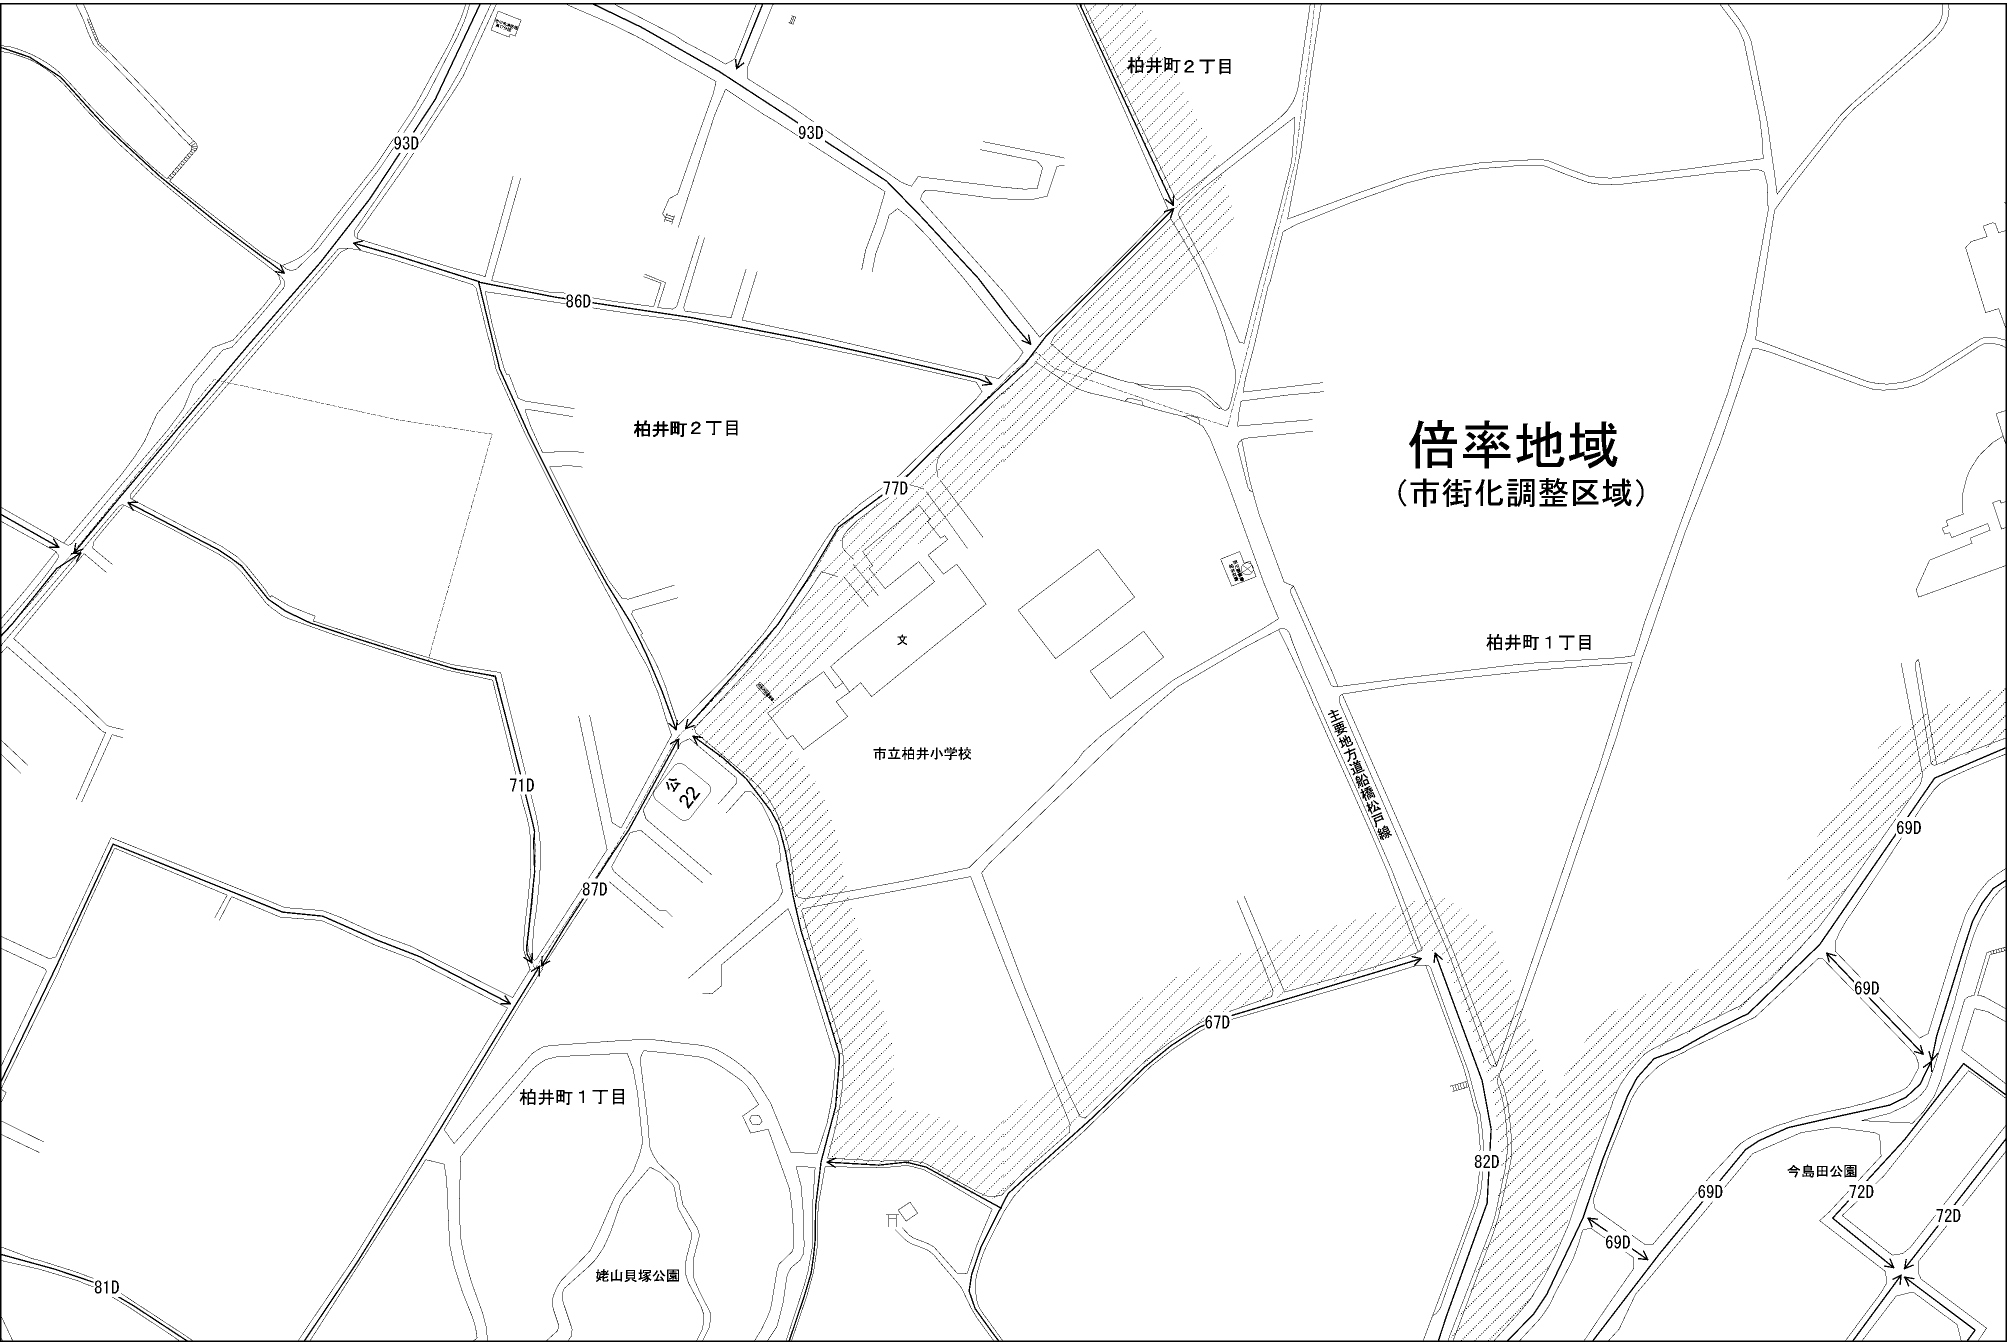 柏井町２丁目
93D
93D
86D
柏井町２丁目
倍率地域
（市街化調整区域）
77D
文
柏井町１丁目
主要地方道船橋松戸線
市立柏井小学校
71D
公
22
69D
87D
69D
67D
柏井町１丁目
82D
今島田公園
69D
72D
72D
69D
姥山貝塚公園
81D